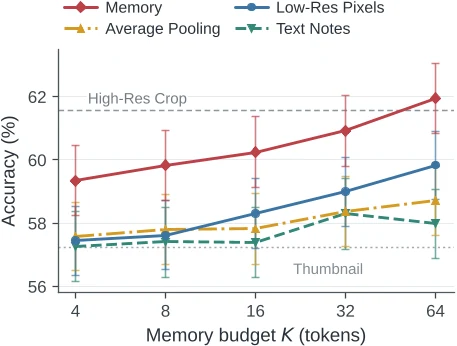 Memory Low-Res Pixels
Average Pooling Text Notes
Accuracy (%)
62
60
58
56
High-Res Crop
Thumbnail
4 8 16 32 64
Memory budget K (tokens)